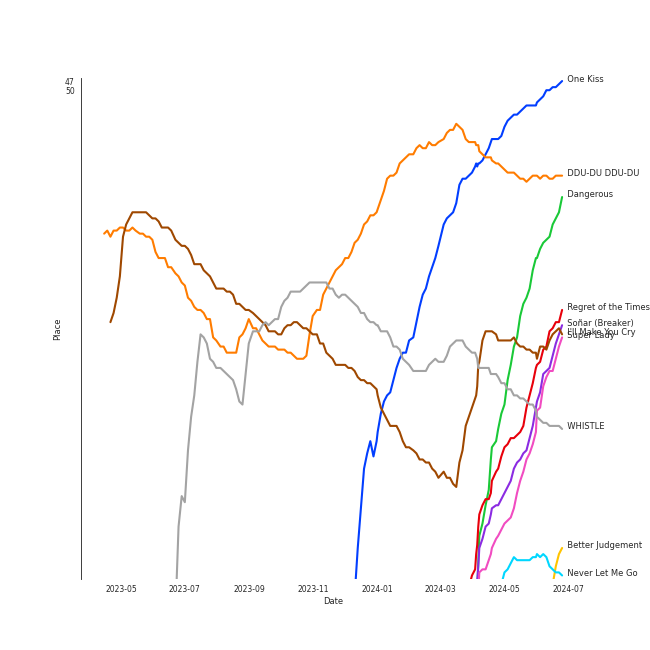 47
50
One Kiss
DDU-DU DDU-DU
Dangerous
Regret of the Times
Soñar (Breaker)
I'll Make You Cry
Super Lady
Place
WHISTLE
Better Judgement
Never Let Me Go
2023-05 2023-07 2023-09 2023-11 2024-01 2024-03 2024-05 2024-07
Date